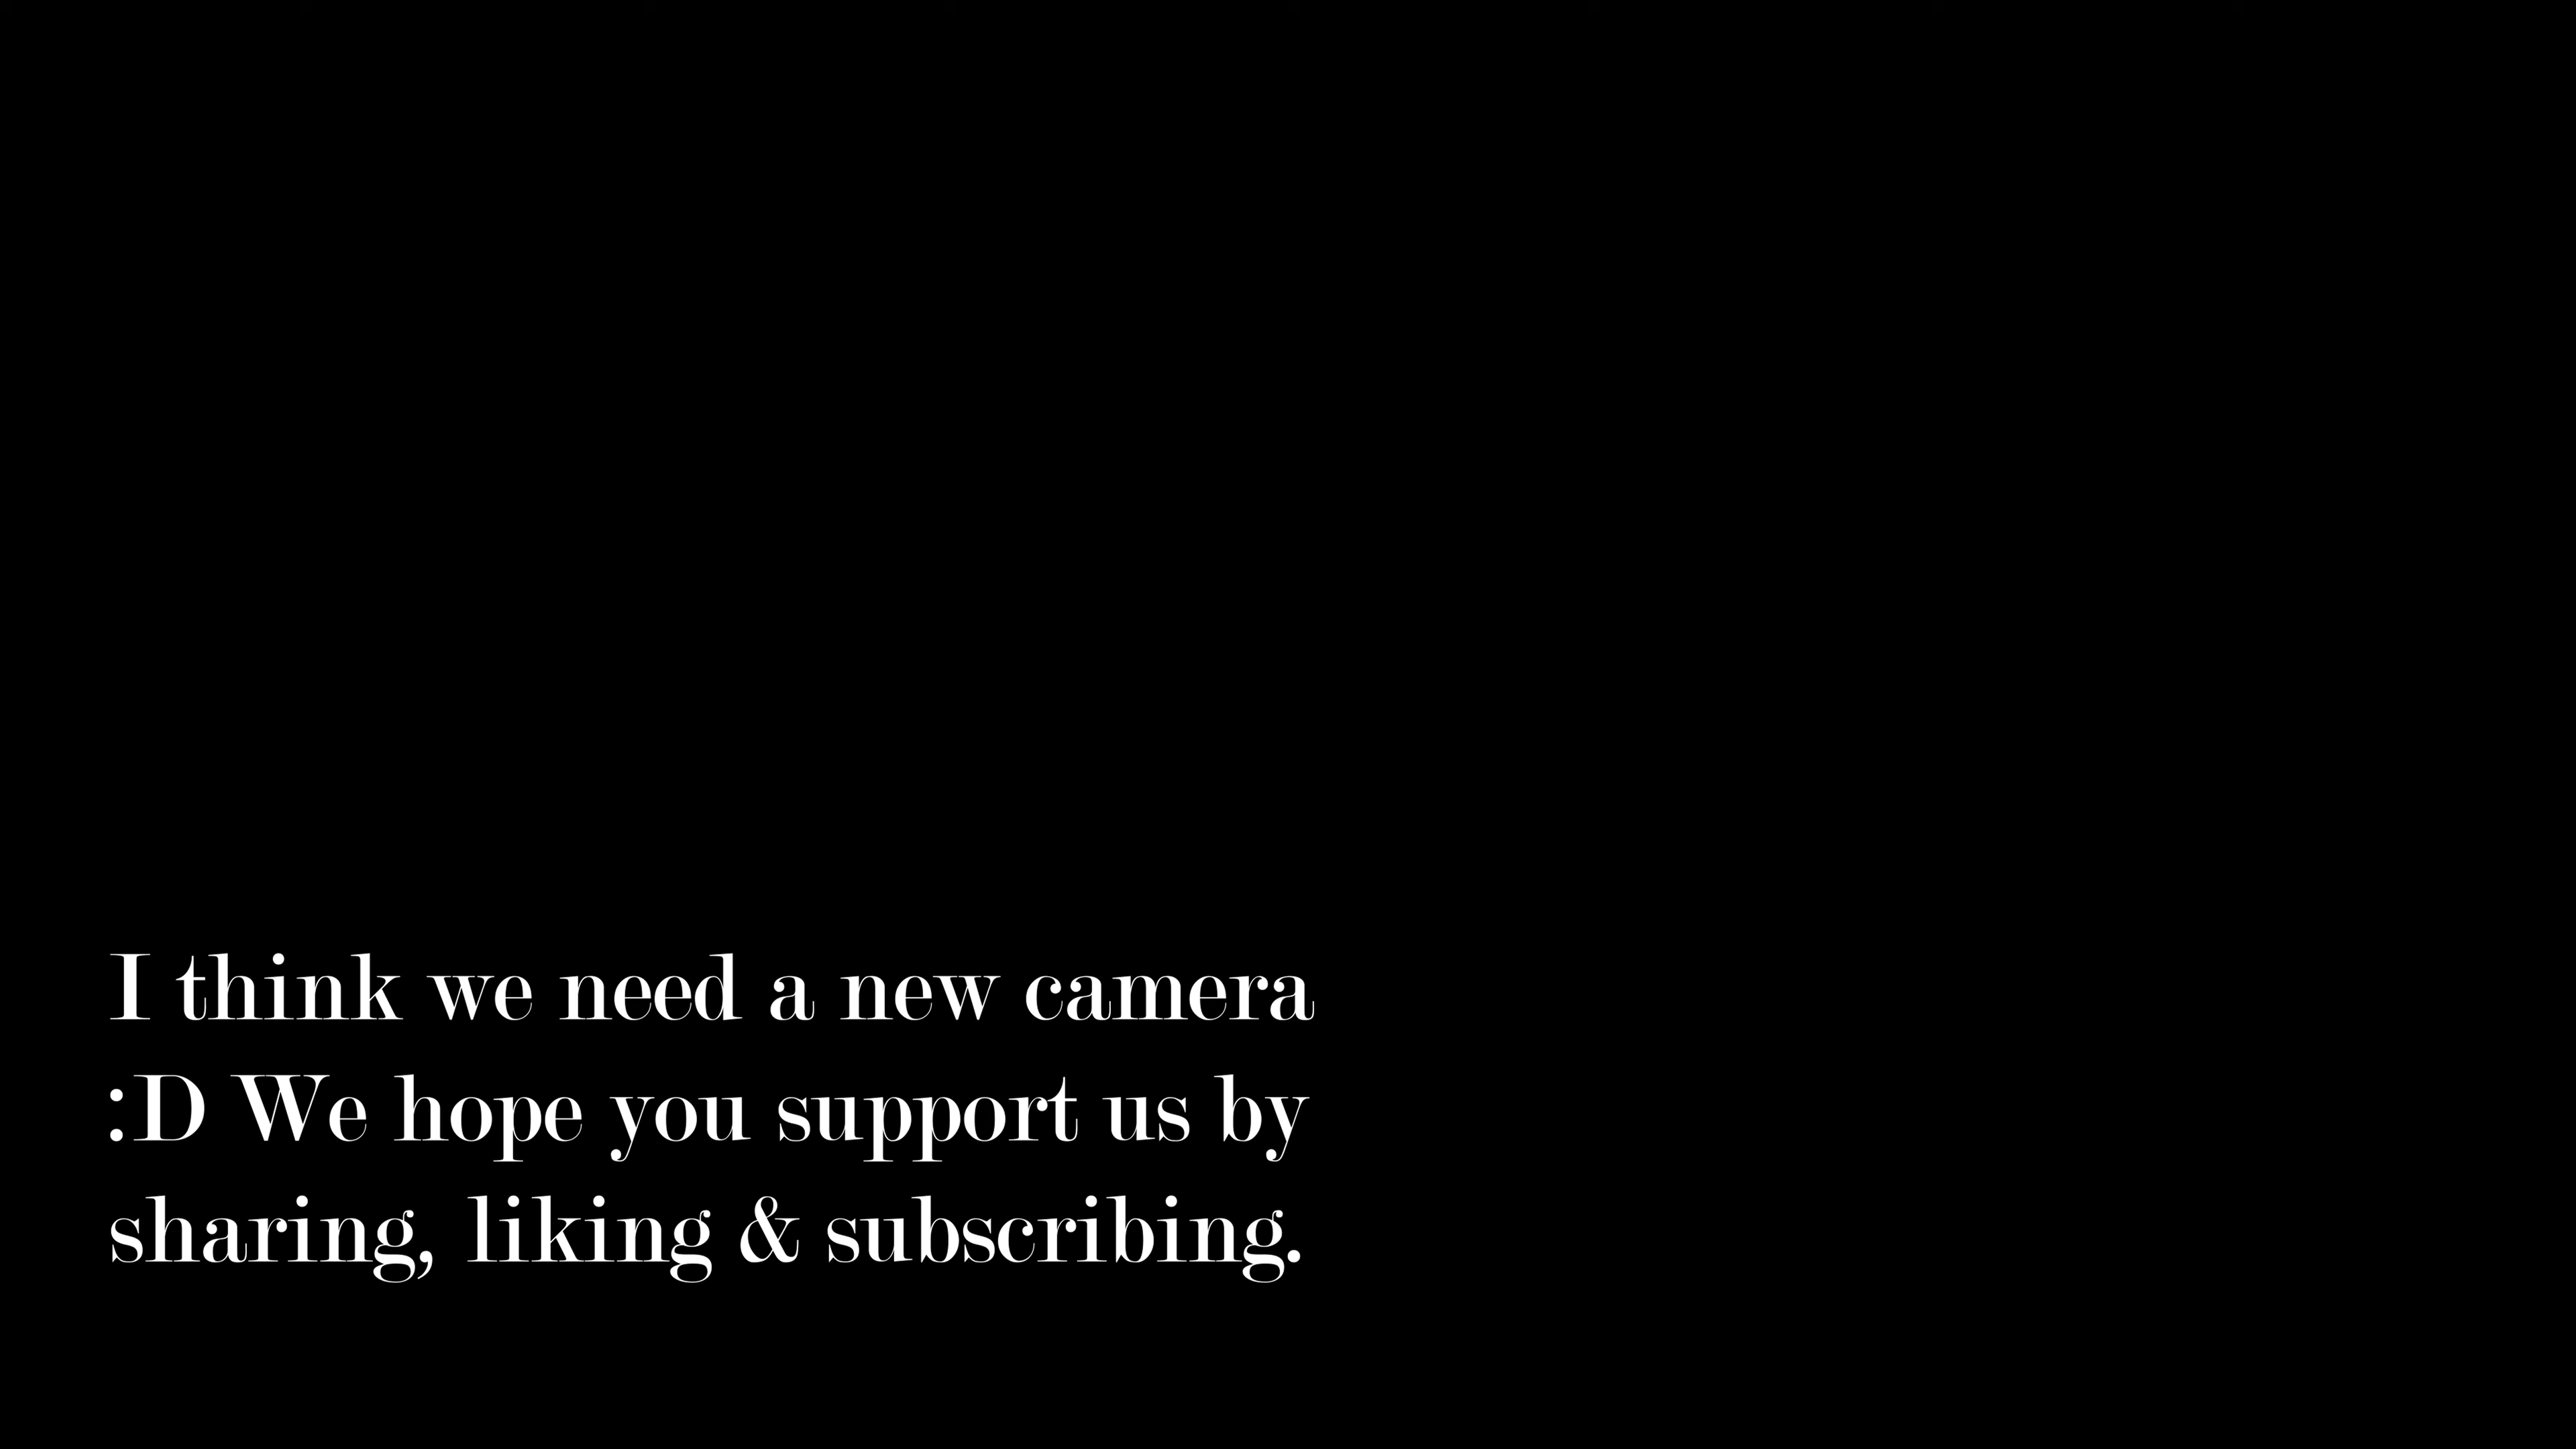 I think we need a new camera
:D We hope you support us by
sharing, liking & subscribing.